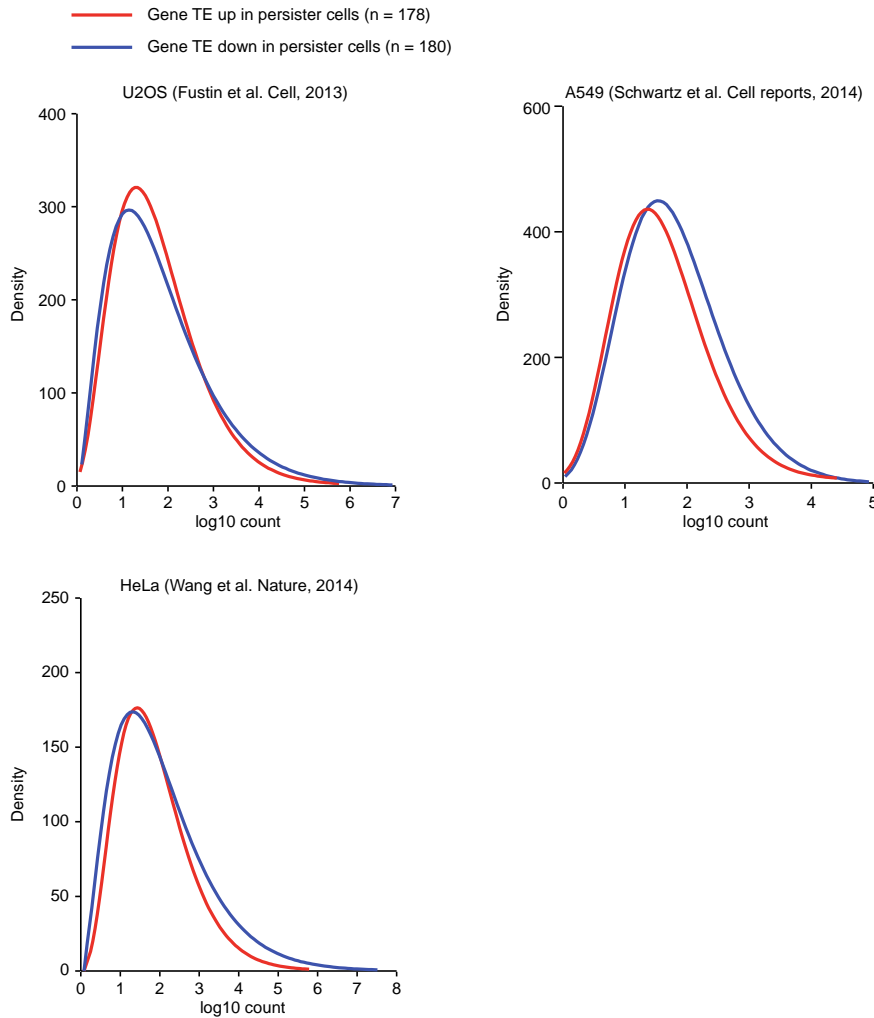 Gene TE up in persister cells (n = 178)
Gene TE down in persister cells (n = 180)
U2OS (Fustin et al. Cell, 2013)
400
300
200
100
0
Density
0 1 2 3 4 5 6 7
log10 count
A549 (Schwartz et al. Cell reports, 2014)
600
400
200
0
Density
0 1 2 3 4 5
log10 count
HeLa (Wang et al. Nature, 2014)
250
200
150
100
50
0
Density
0 1 2 3 4 5 6 7 8
log10 count